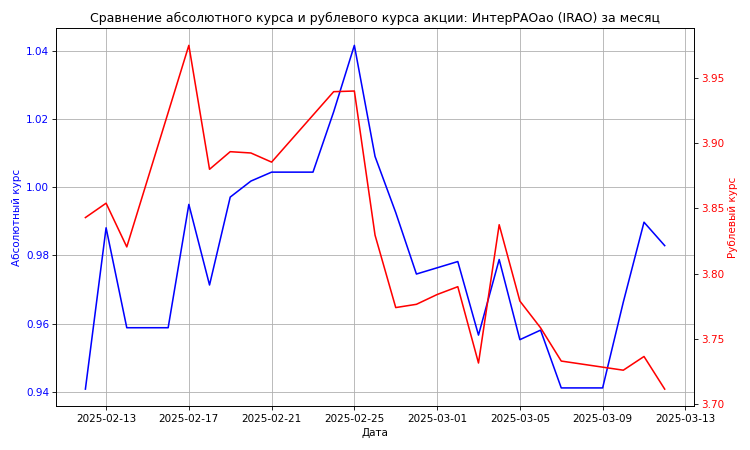 Сравнение абсолютного курса и рублевого курса акции: ИнтерРАОао (IRAO) за месяц
Абсолютный курс
1.04
1.02
1.00
0.98
0.96
0.94
3.95
3.90
3.85
3.80
3.75
3.70
Рублевый курс
2025-02-13 2025-02-17 2025-02-21 2025-02-25 2025-03-01 2025-03-05 2025-03-09 2025-03-13
Дата